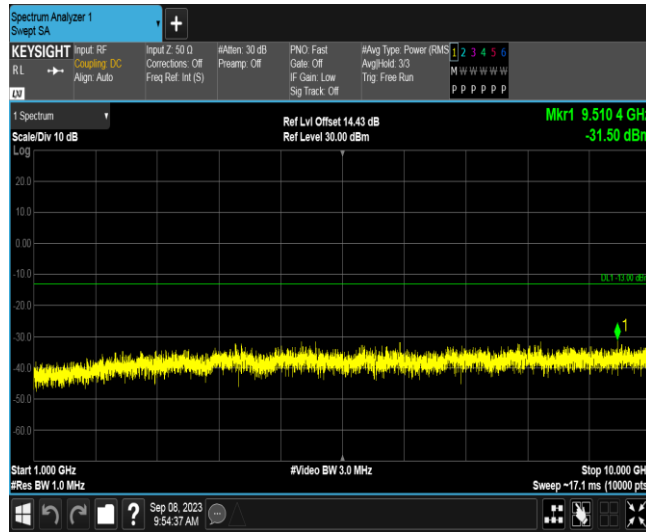 Spectrum Analyzer 1
Swept SA
+
KEYSIGHT
RL
LXI
Input: RF
Coupling: DC
Align: Auto
Input Z: 50 Ω
Corrections: Off
Freq Ref: Int (S)
#Atten: 30 dB
Preamp: Off
PNO: Fast
Gate: Off
IF Gain: Low
Sig Track: Off
#Avg Type: Power (RMS
Avg|Hold: 3/3
Trig: Free Run
1 2 3 4 5 6
M W W W W W
P P P P P P
1 Spectrum
Scale/Div 10 dB
Log
Ref Lvl Offset 14.43 dB
Ref Level 30.00 dBm
Mkr1 9.510 4 GHz
-31.50 dBm
20.0
10.0
0.00
-10.0
DL1 -13.00 dBm
-20.0
-30.0
1
-40.0
-50.0
-60.0
Start 1.000 GHz
#Res BW 1.0 MHz
#Video BW 3.0 MHz
Stop 10.000 GHz
Sweep ~17.1 ms (10000 pts)
?
Sep 08, 2023
9:54:37 AM